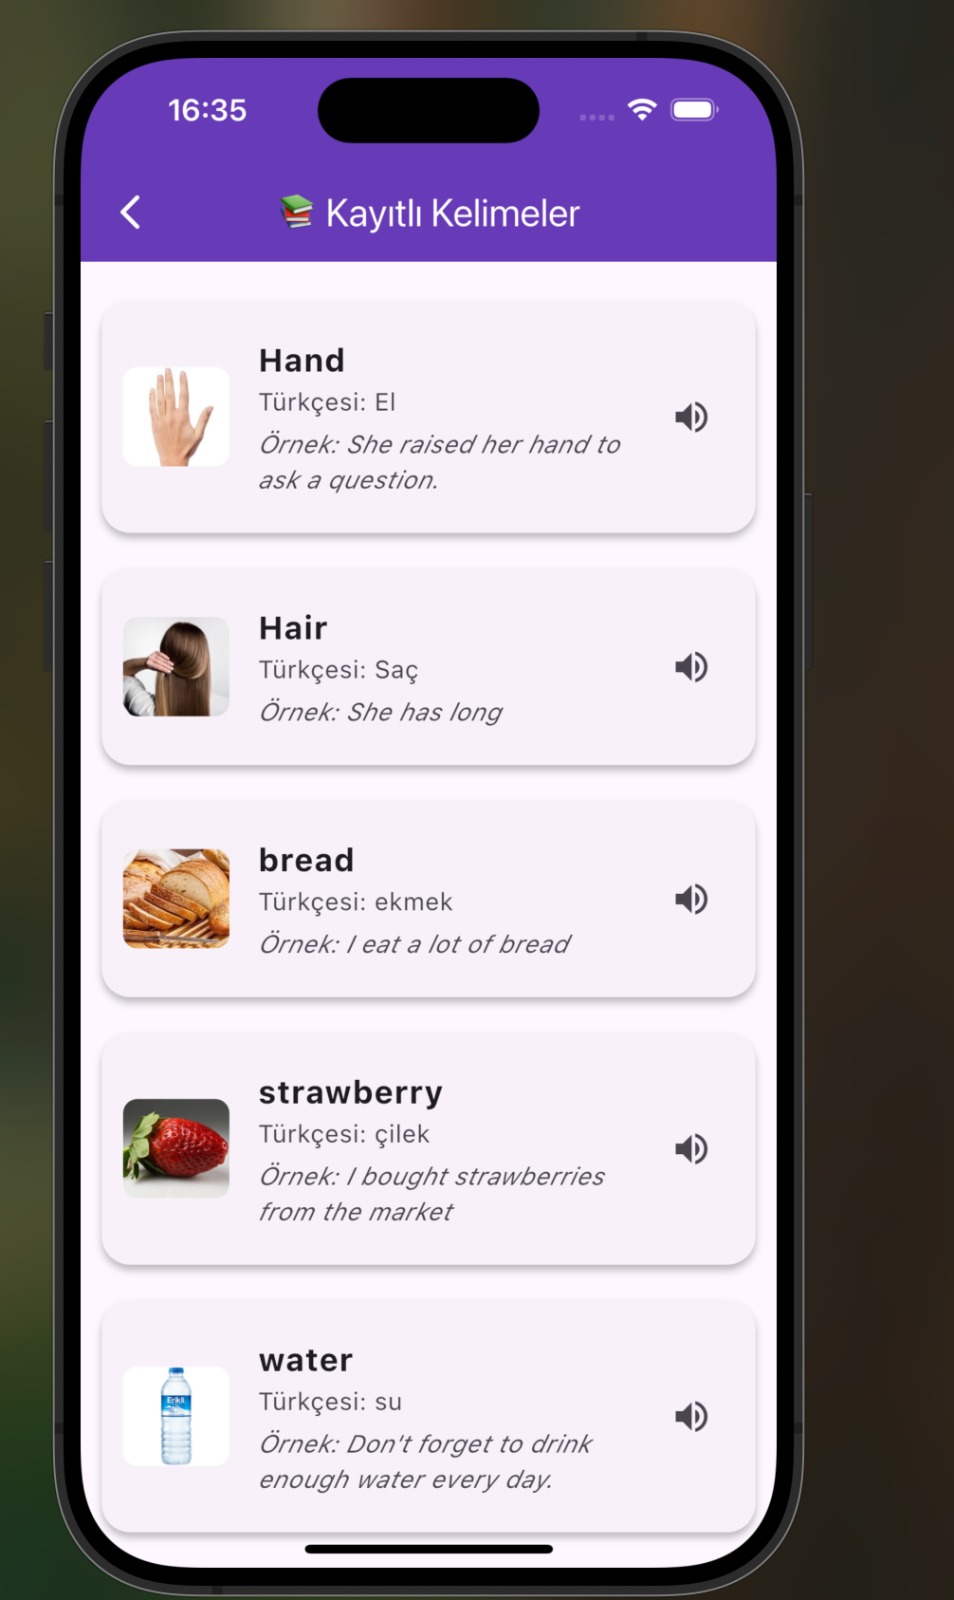 16:35
📚 Kayıtlı Kelimeler
Hand
Türkçesi: El
Örnek: She raised her hand to
ask a question.
Hair
Türkçesi: Saç
Örnek: She has long
bread
Türkçesi: ekmek
Örnek: I eat a lot of bread
strawberry
Türkçesi: çilek
Örnek: I bought strawberries
from the market
water
Erikli
Türkçesi: su
Örnek: Don't forget to drink
enough water every day.